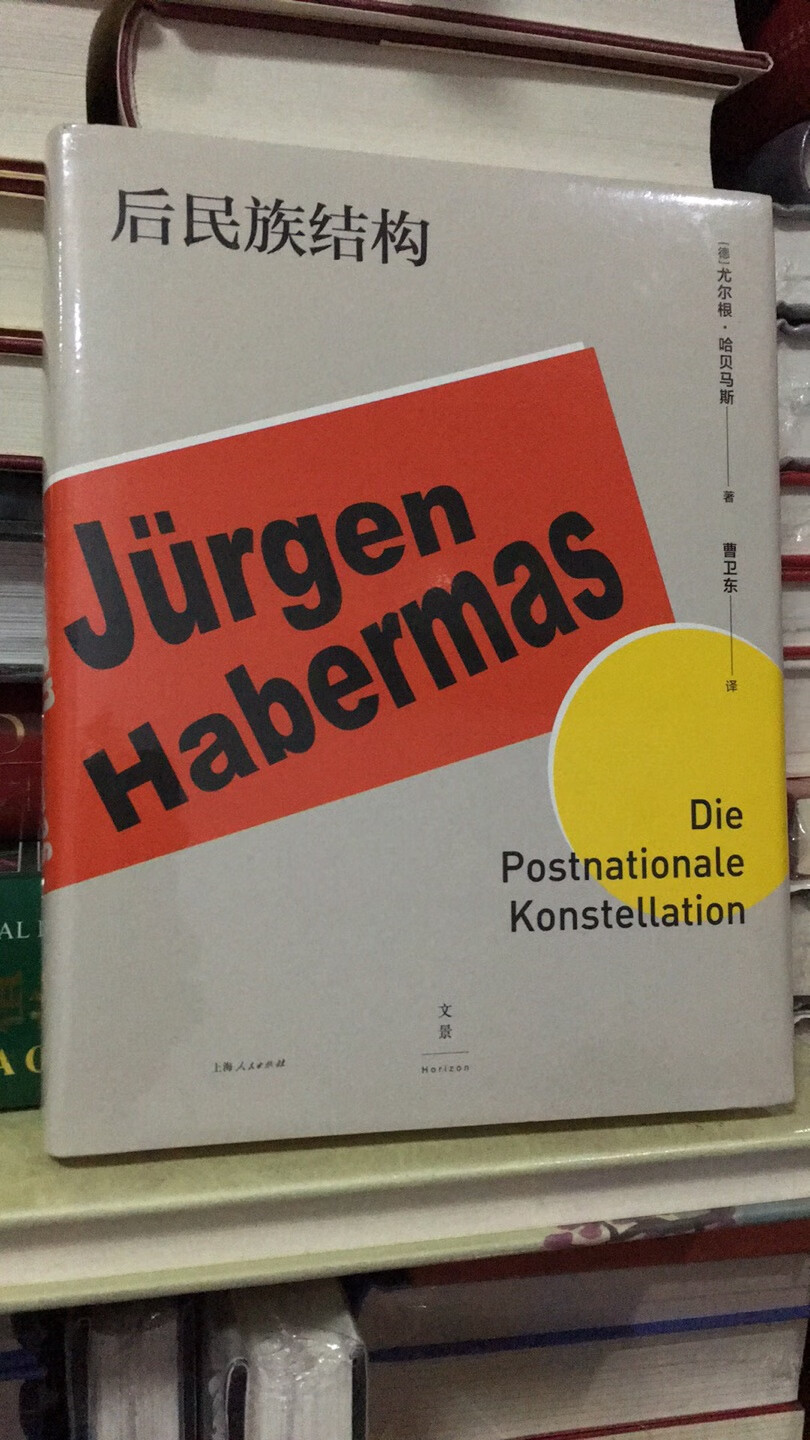 后民族结构
[德]尤尔根·哈贝马斯——著
曹卫东——译
Jürgen
Habermas
Die
Postnationale
Konstellation
文
景
Horizon
上海人民出版社
AL
A